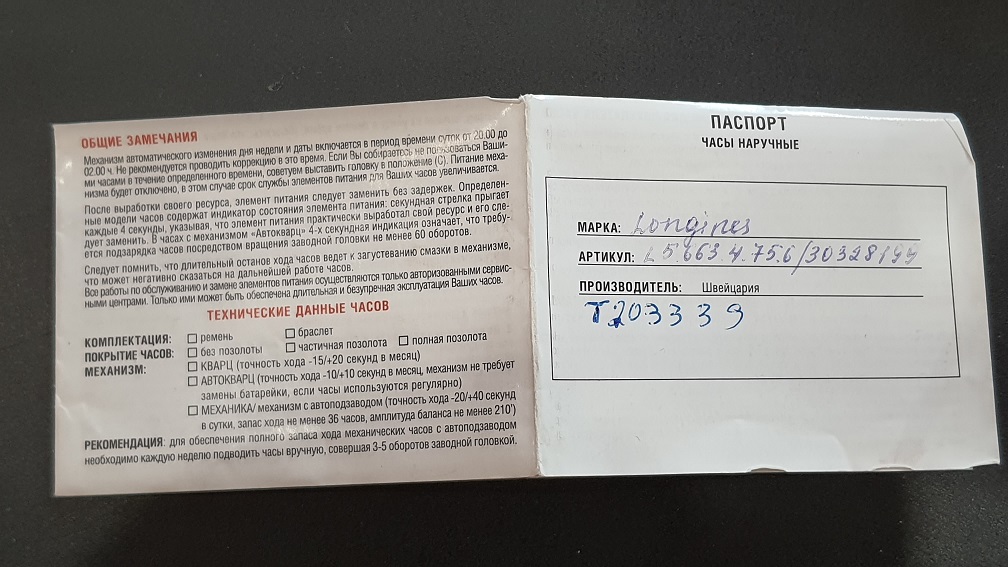 ОБЩИЕ ЗАМЕЧАНИЯ
Механизм автоматического изменения дня недели и даты включается в период времени суток от 20.00 до
02.00 ч. Не рекомендуется проводить коррекцию в это время. Если Вы собираетесь не пользоваться Ваши-
ми часами в течение определенного времени, советуем выставить головку в положение (С). Питание меха-
низма будет отключено, в этом случае срок службы элементов питания для Ваших часов увеличивается.
После выработки своего ресурса, элемент питания следует заменить без задержек. Определен-
ные модели часов содержат индикатор состояния элемента питания: секундная стрелка прыгает
каждые 4 секунды, указывая, что элемент питания практически выработал свой ресурс и его сле-
дует заменить. В часах с механизмом «Автокварц» 4-х секундная индикация означает, что требу-
ется подзарядка часов посредством вращения заводной головки не менее 60 оборотов.
Следует помнить, что длительный останов хода часов ведет к загустеванию смазки в механизме,
что может негативно сказаться на дальнейшей работе часов.
Все работы по обслуживанию и замене элементов питания осуществляются только авторизованными сервис-
ными центрами. Только ими может быть обеспечена длительная и безупречная эксплуатация Ваших часов.
ТЕХНИЧЕСКИЕ ДАННЫЕ ЧАСОВ
КОМПЛЕКТАЦИЯ: ремень браслет
ПОКРЫТИЕ ЧАСОВ: без позолоты частичная позолота полная позолота
МЕХАНИЗМ: КВАРЦ (точность хода -15/+20 секунд в месяц)
АВТОКВАРЦ (точность хода -10/+10 секунд в месяц, механизм не требует
замены батарейки, если часы используются регулярно)
МЕХАНИКА/ механизм с автоподзаводом (точность хода -20/+40 секунд
в сутки, запас хода не менее 36 часов, амплитуда баланса не менее 210˚)
РЕКОМЕНДАЦИЯ: для обеспечения полного запаса хода механических часов с автоподзаводом
необходимо каждую неделю подводить часы вручную, совершая 3-5 оборотов заводной головкой.
ПАСПОРТ
ЧАСЫ НАРУЧНЫЕ
МАРКА: Longines
АРТИКУЛ: L5.663.4.75.6/30328199
ПРОИЗВОДИТЕЛЬ: Швейцария
T203339